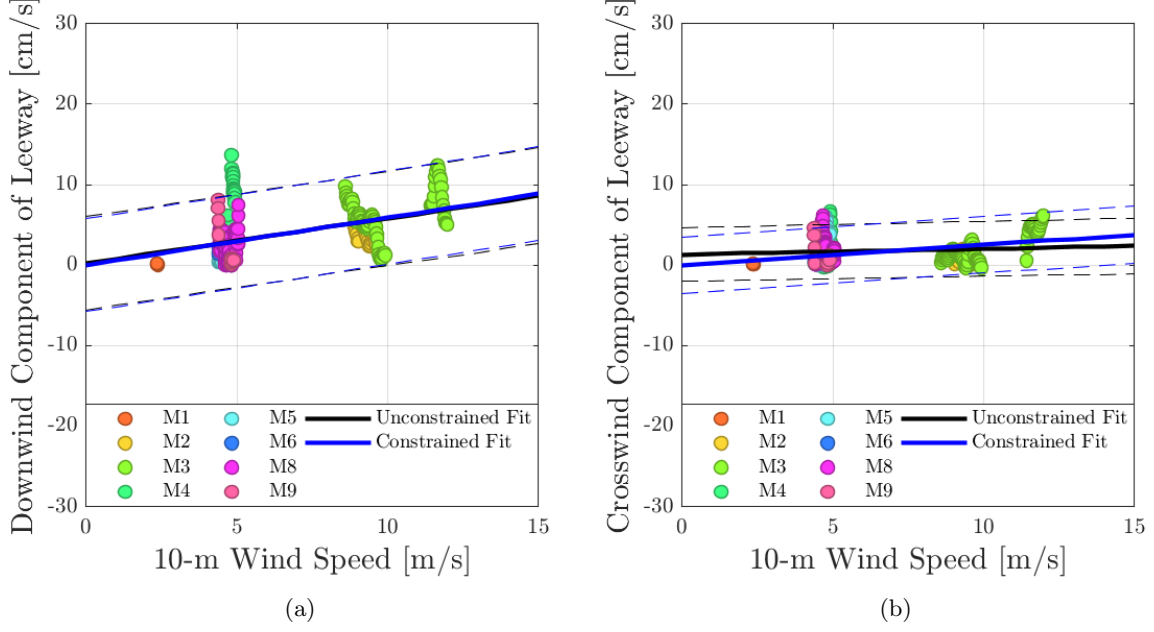 Downwind Component of Leeway [cm/s]
30
20
10
0
-10
-20
-30
M1 M5 Unconstrained Fit
M2 M6 Constrained Fit
M3 M8
M4 M9
0 5 10 15
10-m Wind Speed [m/s]
(a)
Crosswind Component of Leeway [cm/s]
30
20
10
0
-10
-20
-30
M1 M5 Unconstrained Fit
M2 M6 Constrained Fit
M3 M8
M4 M9
0 5 10 15
10-m Wind Speed [m/s]
(b)